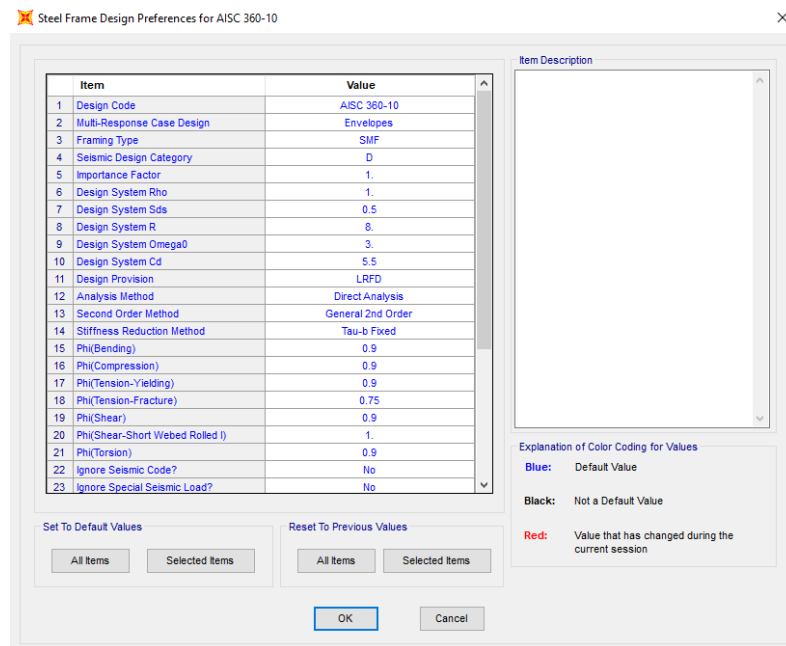 Steel Frame Design Preferences for AISC 360-10
Item Value
1 Design Code AISC 360-10
2 Multi-Response Case Design Envelopes
3 Framing Type SMF
4 Seismic Design Category D
5 Importance Factor 1.
6 Design System Rho 1.
7 Design System Sds 0.5
8 Design System R 8.
9 Design System Omega0 3.
10 Design System Cd 5.5
11 Design Provision LRFD
12 Analysis Method Direct Analysis
13 Second Order Method General 2nd Order
14 Stiffness Reduction Method Tau-b Fixed
15 Phi(Bending) 0.9
16 Phi(Compression) 0.9
17 Phi(Tension-Yielding) 0.9
18 Phi(Tension-Fracture) 0.75
19 Phi(Shear) 0.9
20 Phi(Shear-Short Webed Rolled I) 1.
21 Phi(Torsion) 0.9
22 Ignore Seismic Code? No
23 Ignore Special Seismic Load? No
Item Description
Explanation of Color Coding for Values
Blue: Default Value
Black: Not a Default Value
Red: Value that has changed during the
current session
Set To Default Values
All Items Selected Items
Reset To Previous Values
All Items Selected Items
OK Cancel